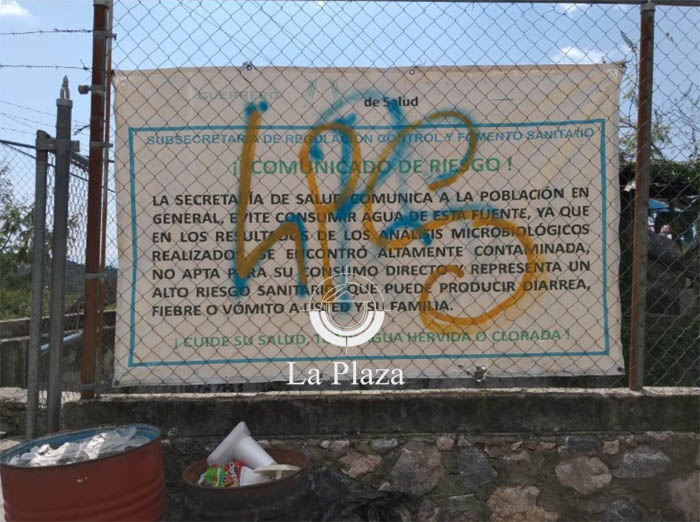 GUERRERO
de Salud
SUBSECRETARÍA DE REGULACIÓN CONTROL Y FOMENTO SANITARIO
¡ COMUNICADO DE RIESGO !
LA SECRETARÍA DE SALUD COMUNICA A LA POBLACIÓN EN
GENERAL, EVITE CONSUMIR AGUA DE ESTA FUENTE, YA QUE
EN LOS RESULTADOS DE LOS ANÁLISIS MICROBIOLÓGICOS
REALIZADOS SE ENCONTRÓ ALTAMENTE CONTAMINADA,
NO APTA PARA SU CONSUMO DIRECTO Y REPRESENTA UN
ALTO RIESGO SANITARIO QUE PUEDE PRODUCIR DIARREA,
FIEBRE O VÓMITO A USTED Y SU FAMILIA.
¡ CUIDE SU SALUD, AGUA HERVIDA O CLORADA !
La Plaza